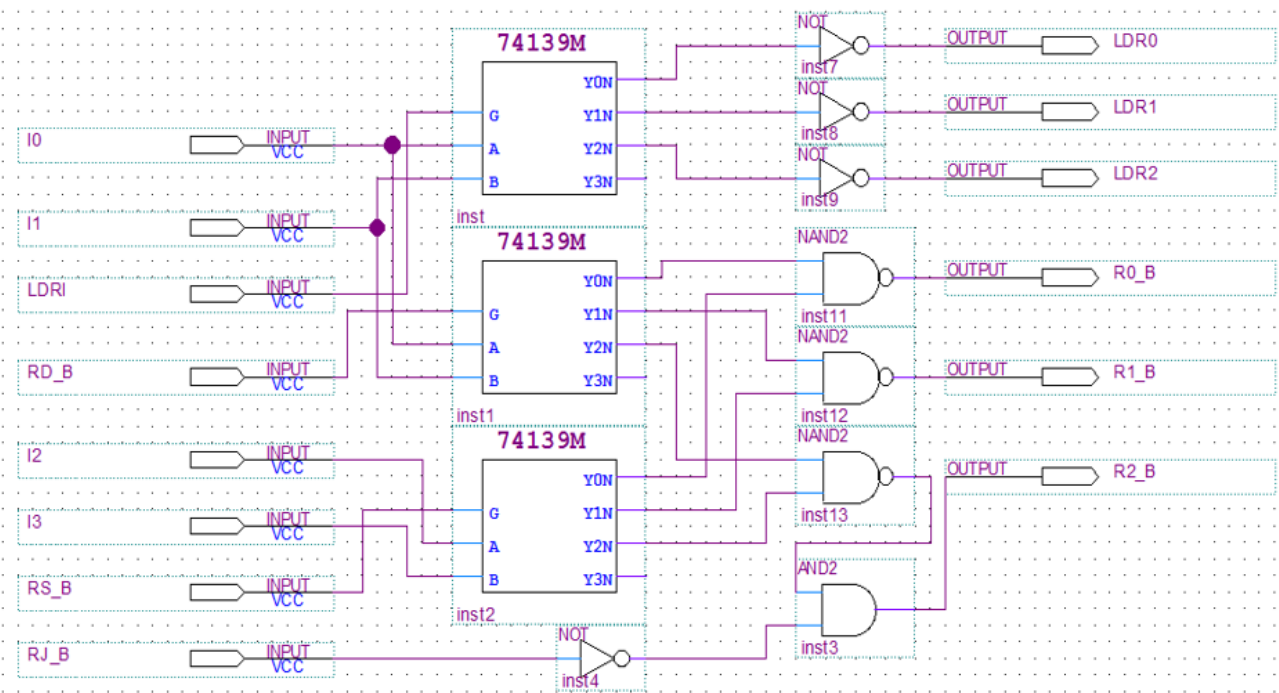 I0
INPUT
VCC
I1
INPUT
VCC
LDRI
INPUT
VCC
RD_B
INPUT
VCC
I2
INPUT
VCC
I3
INPUT
VCC
RS_B
INPUT
VCC
RJ_B
INPUT
VCC
74139M
G
A
B
Y0N
Y1N
Y2N
Y3N
inst
74139M
G
A
B
Y0N
Y1N
Y2N
Y3N
inst1
74139M
G
A
B
Y0N
Y1N
Y2N
Y3N
inst2
NOT
inst4
NOT
inst7
NOT
inst8
NOT
inst9
NAND2
inst11
NAND2
inst12
NAND2
inst13
AND2
inst3
OUTPUT
LDR0
OUTPUT
LDR1
OUTPUT
LDR2
OUTPUT
R0_B
OUTPUT
R1_B
OUTPUT
R2_B